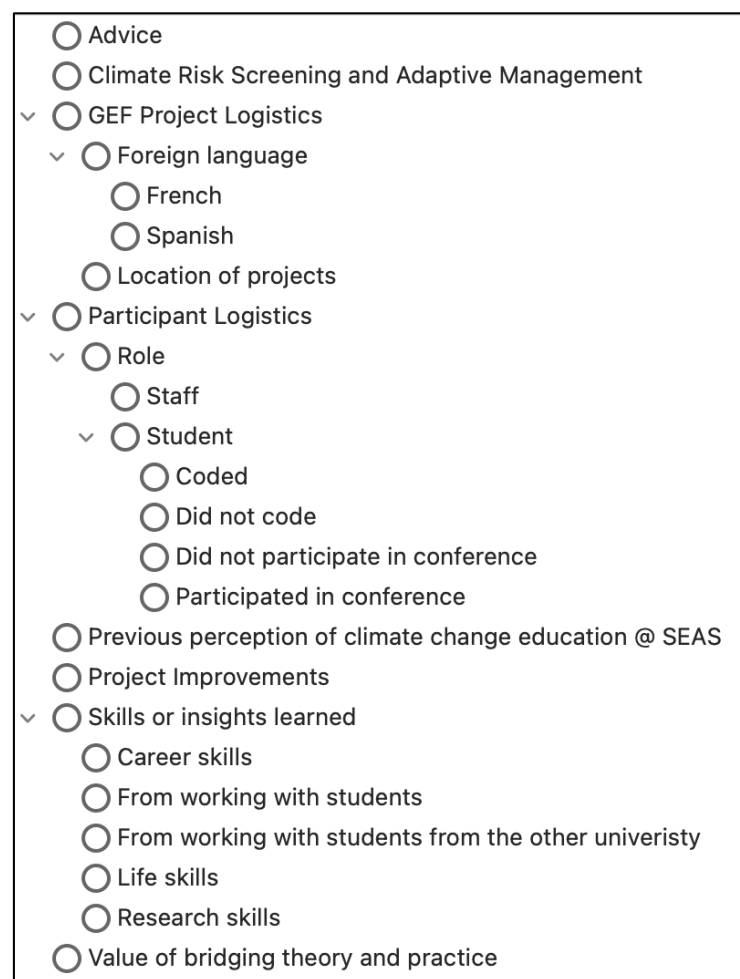 Advice
Climate Risk Screening and Adaptive Management
GEF Project Logistics
Foreign language
French
Spanish
Location of projects
Participant Logistics
Role
Staff
Student
Coded
Did not code
Did not participate in conference
Participated in conference
Previous perception of climate change education @ SEAS
Project Improvements
Skills or insights learned
Career skills
From working with students
From working with students from the other univeristy
Life skills
Research skills
Value of bridging theory and practice